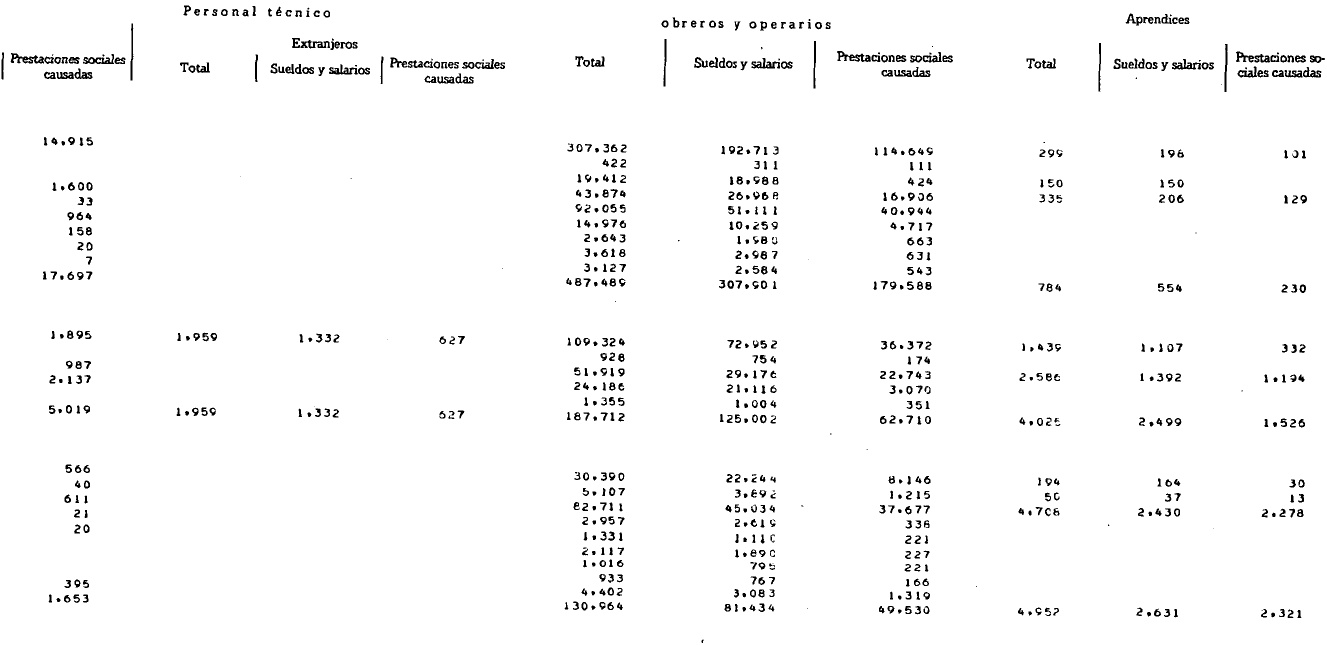 Personal técnico obreros y operarios Aprendices
Extranjeros
Prestaciones sociales causadas Total Sueldos y salarios Prestaciones sociales causadas Total Sueldos y salarios Prestaciones sociales causadas Total Sueldos y salarios Prestaciones so-ciales causadas
14.915 307.362 192.713 114.649 299 198 101
422 311 111
1.600 19.412 18.988 424 150 150
33 43.874 26.968 16.906 335 206 129
964 92.055 51.111 40.944
158 14.976 10.259 4.717
20 2.643 1.980 663
7 3.618 2.987 631
17.697 3.127 2.584 543
487.489 307.901 179.588 784 554 230
1.895 1.959 1.332 627 109.324 72.952 36.372 1.439 1.107 332
928 754 174
987 51.919 29.176 22.743 2.586 1.392 1.194
2.137 24.186 21.116 3.070
1.355 1.004 351
5.019 1.959 1.332 627 187.712 125.002 62.710 4.025 2.499 1.526
566 30.390 22.244 8.146 194 164 30
40 5.107 3.892 1.215 50 37 13
611 82.711 45.034 37.677 4.708 2.430 2.278
21 2.957 2.619 338
20 1.331 1.110 221
2.117 1.890 227
1.016 795 221
933 767 166
395 4.402 3.083 1.319
1.653 130.964 81.434 49.530 4.952 2.631 2.321